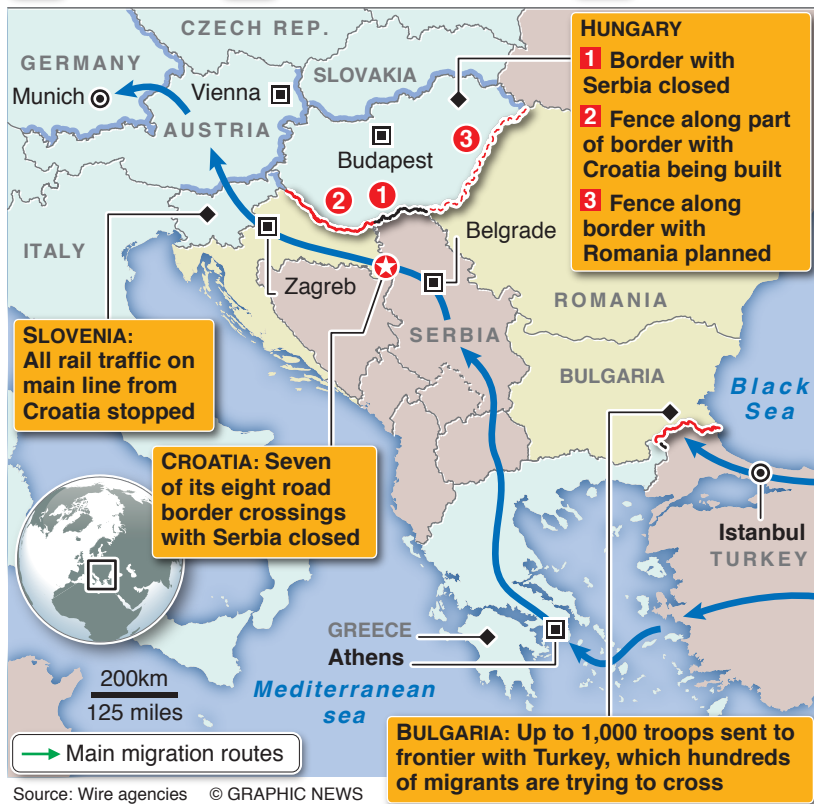 CZECH REP.
GERMANY
Munich
Vienna
SLOVAKIA
AUSTRIA
Budapest
3
2
1
HUNGARY
1 Border with
Serbia closed
2 Fence along part
of border with
Croatia being built
3 Fence along
border with
Romania planned
ITALY
Zagreb
Belgrade
ROMANIA
SERBIA
BULGARIA
Black
Sea
SLOVENIA:
All rail traffic on
main line from
Croatia stopped
CROATIA: Seven
of its eight road
border crossings
with Serbia closed
Istanbul
TURKEY
GREECE
Athens
200km
125 miles
Mediterranean
sea
Main migration routes
BULGARIA: Up to 1,000 troops sent to
frontier with Turkey, which hundreds
of migrants are trying to cross
Source: Wire agencies © GRAPHIC NEWS